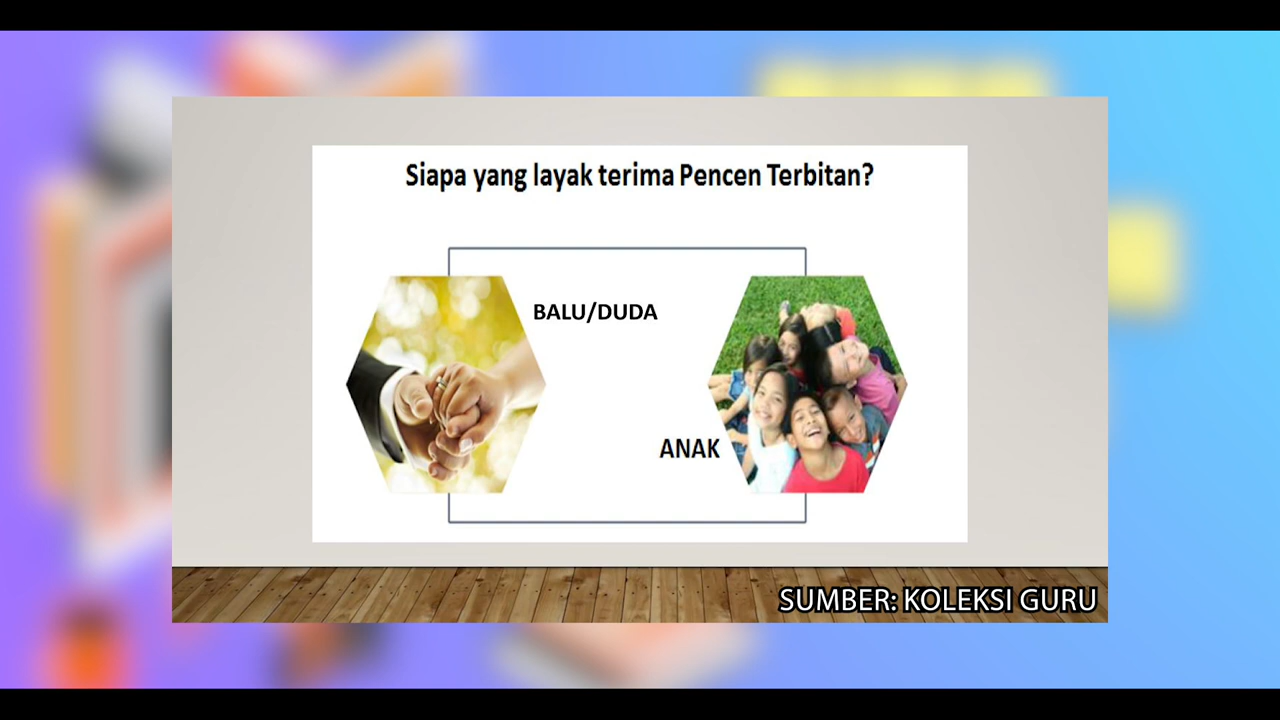 Siapa yang layak terima Pencen Terbitan?
BALU/DUDA
ANAK
SUMBER: KOLEKSI GURU